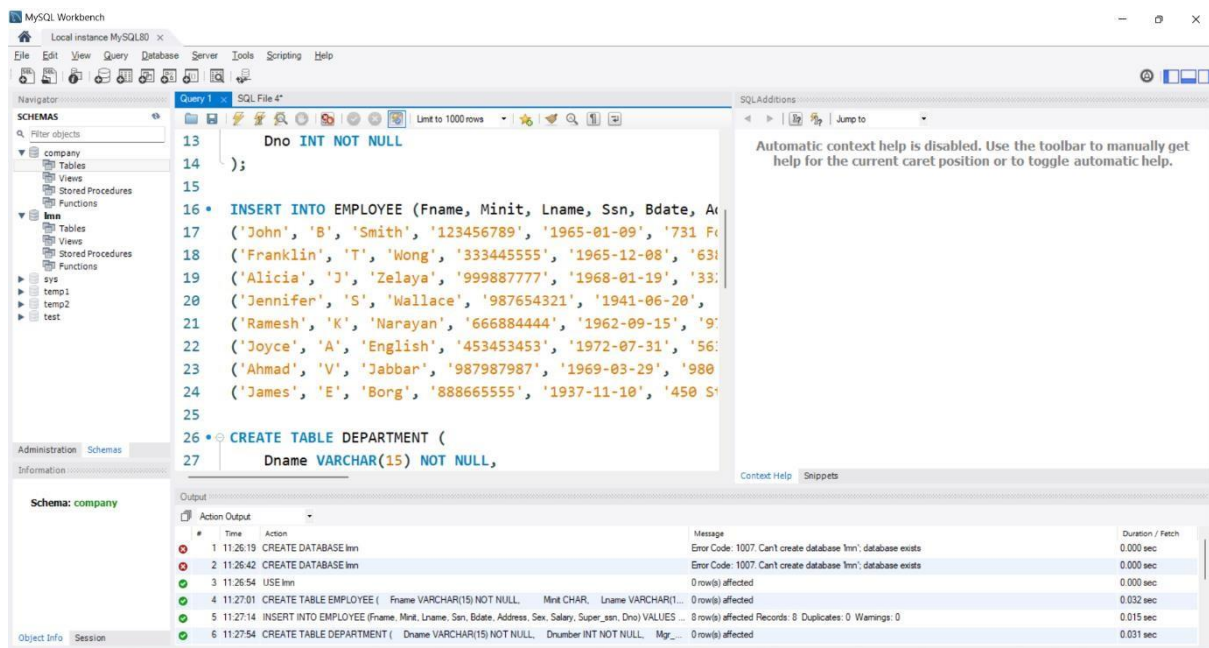 MySQL Workbench
Local instance MySQL80
File Edit View Query Database Server Tools Scripting Help
Navigator
SCHEMAS
Filter objects
company
Tables
Views
Stored Procedures
Functions
lmn
Tables
Views
Stored Procedures
Functions
sys
temp1
temp2
test
Administration Schemas
Information
Schema: company
Object Info Session
Query 1 SQL File 4*
Limit to 1000 rows
13 Dno INT NOT NULL
14 );
15
16 INSERT INTO EMPLOYEE (Fname, Minit, Lname, Ssn, Bdate,
17 ('John', 'B', 'Smith', '123456789', '1965-01-09', '731
18 ('Franklin', 'T', 'Wong', '333445555', '1965-12-08', '638
19 ('Alicia', 'J', 'Zelaya', '999887777', '1968-01-19',
20 ('Jennifer', 'S', 'Wallace', '987654321', '1941-06-20',
21 ('Ramesh', 'K', 'Narayan', '666884444', '1962-09-15',
22 ('Joyce', 'A', 'English', '453453453', '1972-07-31',
23 ('Ahmad', 'V', 'Jabbar', '987987987', '1969-03-29', '980
24 ('James', 'E', 'Borg', '888665555', '1937-11-10', '450
25
26 CREATE TABLE DEPARTMENT (
27 Dname VARCHAR(15) NOT NULL,
SQLAdditions
Jump to
Automatic context help is disabled. Use the toolbar to manually get
help for the current caret position or to toggle automatic help.
Context Help Snippets
Output
Action Output
# Time Action Message Duration / Fetch
1 11:26:19 CREATE DATABASE lmn Error Code: 1007. Can't create database 'lmn'; database exists 0.000 sec
2 11:26:42 CREATE DATABASE lmn Error Code: 1007. Can't create database 'lmn'; database exists 0.000 sec
3 11:26:54 USE lmn 0 row(s) affected 0.000 sec
4 11:27:01 CREATE TABLE EMPLOYEE ( Fname VARCHAR(15) NOT NULL, Minit CHAR, Lname VARCHAR(1... 0 row(s) affected 0.032 sec
5 11:27:14 INSERT INTO EMPLOYEE (Fname, Minit, Lname, Ssn, Bdate, Address, Sex, Salary, Super_ssn, Dno) VALUES ... 8 row(s) affected Records: 8 Duplicates: 0 Warnings: 0 0.015 sec
6 11:27:54 CREATE TABLE DEPARTMENT ( Dname VARCHAR(15) NOT NULL, Dnumber INT NOT NULL, Mgr_... 0 row(s) affected 0.031 sec